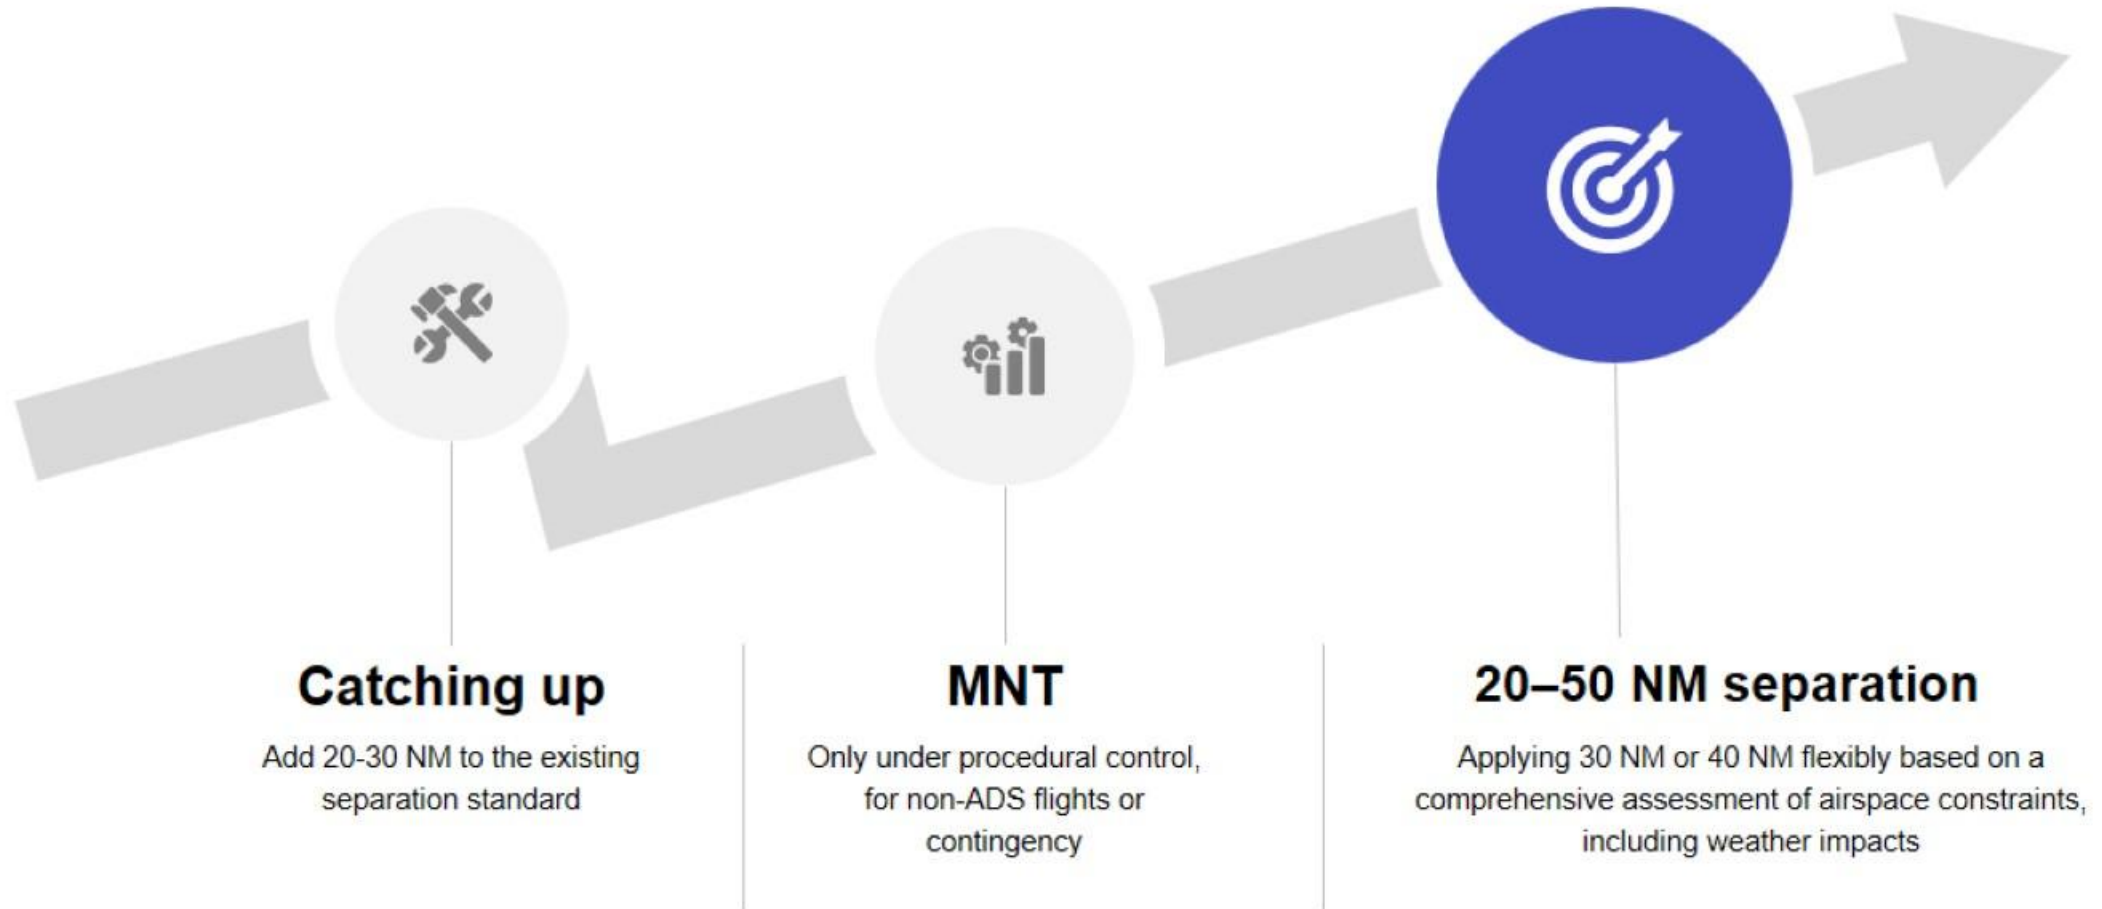 Catching up
Add 20-30 NM to the existing
separation standard
MNT
Only under procedural control,
for non-ADS flights or
contingency
20–50 NM separation
Applying 30 NM or 40 NM flexibly based on a
comprehensive assessment of airspace constraints,
including weather impacts